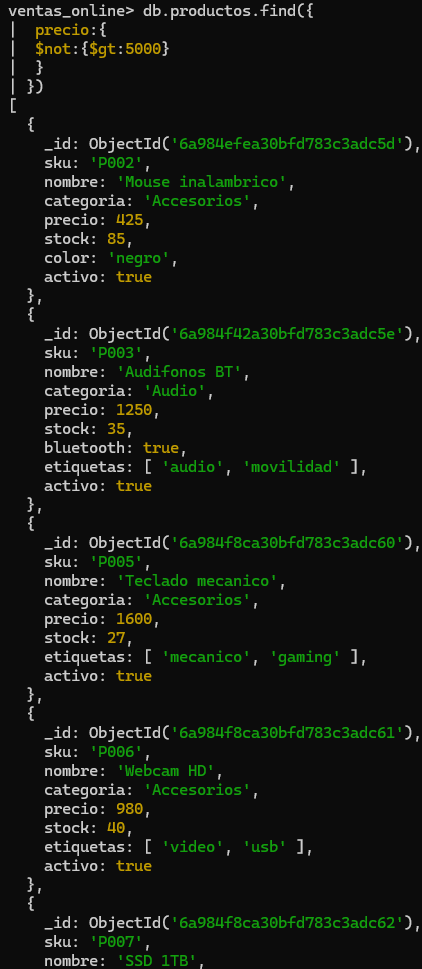 ventas_online> db.productos.find({
| precio:{
| $not:{$gt:5000}
| }
| })
[
{
_id: ObjectId('6a984efea30bfd783c3adc5d'),
sku: 'P002',
nombre: 'Mouse inalambrico',
categoria: 'Accesorios',
precio: 425,
stock: 85,
color: 'negro',
activo: true
},
{
_id: ObjectId('6a984f42a30bfd783c3adc5e'),
sku: 'P003',
nombre: 'Audifonos BT',
categoria: 'Audio',
precio: 1250,
stock: 35,
bluetooth: true,
etiquetas: [ 'audio', 'movilidad' ],
activo: true
},
{
_id: ObjectId('6a984f8ca30bfd783c3adc60'),
sku: 'P005',
nombre: 'Teclado mecanico',
categoria: 'Accesorios',
precio: 1600,
stock: 27,
etiquetas: [ 'mecanico', 'gaming' ],
activo: true
},
{
_id: ObjectId('6a984f8ca30bfd783c3adc61'),
sku: 'P006',
nombre: 'Webcam HD',
categoria: 'Accesorios',
precio: 980,
stock: 40,
etiquetas: [ 'video', 'usb' ],
activo: true
},
{
_id: ObjectId('6a984f8ca30bfd783c3adc62'),
sku: 'P007',
nombre: 'SSD 1TB',